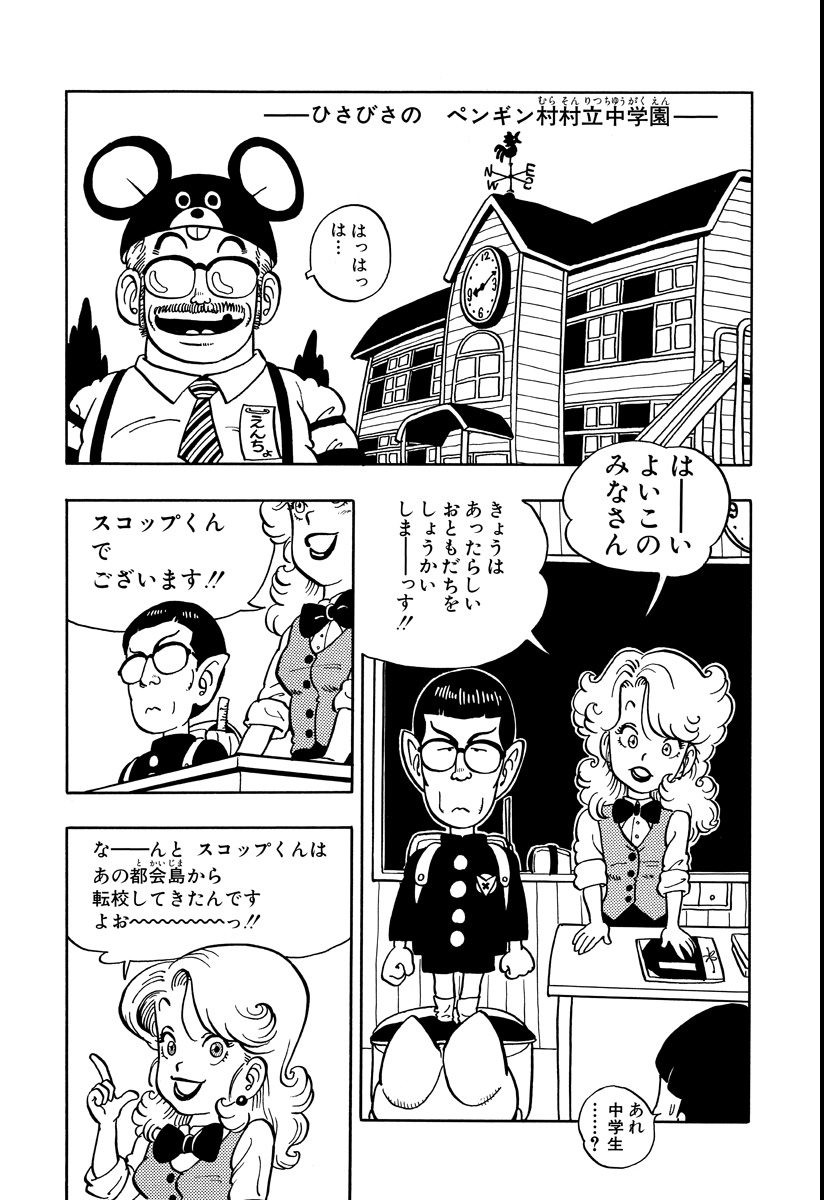 ――ひさびさの ペンギン村村立中学園――
むら そん りつちゅうがく えん
はっはっ
は…
N
E
W
S
12
3
6
9
えんちょ
はーーい
よいこの
みなさん
きょうは
あったらしい
おともだちを
しょうかい
しまーーっす!!
あれ
中学生
……?
スコップくん
で
ございます!!
なーーんと スコップくんは
と かいじま
あの都会島から
転校してきたんです
よお〜〜〜〜〜〜〜〜っ!!